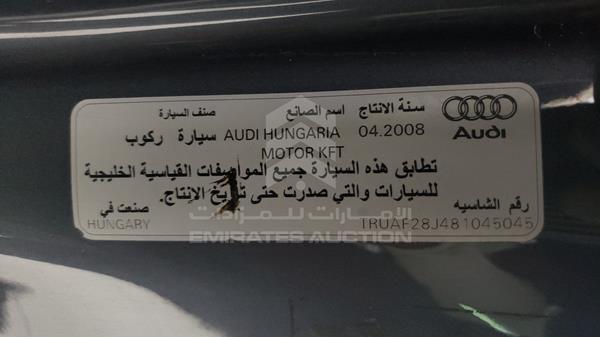 سنة الانتاج اسم الصانع صنف السيارة
04.2008 AUDI HUNGARIA سيارة ركوب
MOTOR KFT
Audi
تطابق هذه السيارة جميع المواصفات القياسية الخليجية
للسيارات والتي صدرت حتى تاريخ الإنتاج.
رقم الشاسيه صنعت في
TRUAF28J481045045 HUNGARY
الإمارات للمزادات
EMIRATES AUCTION